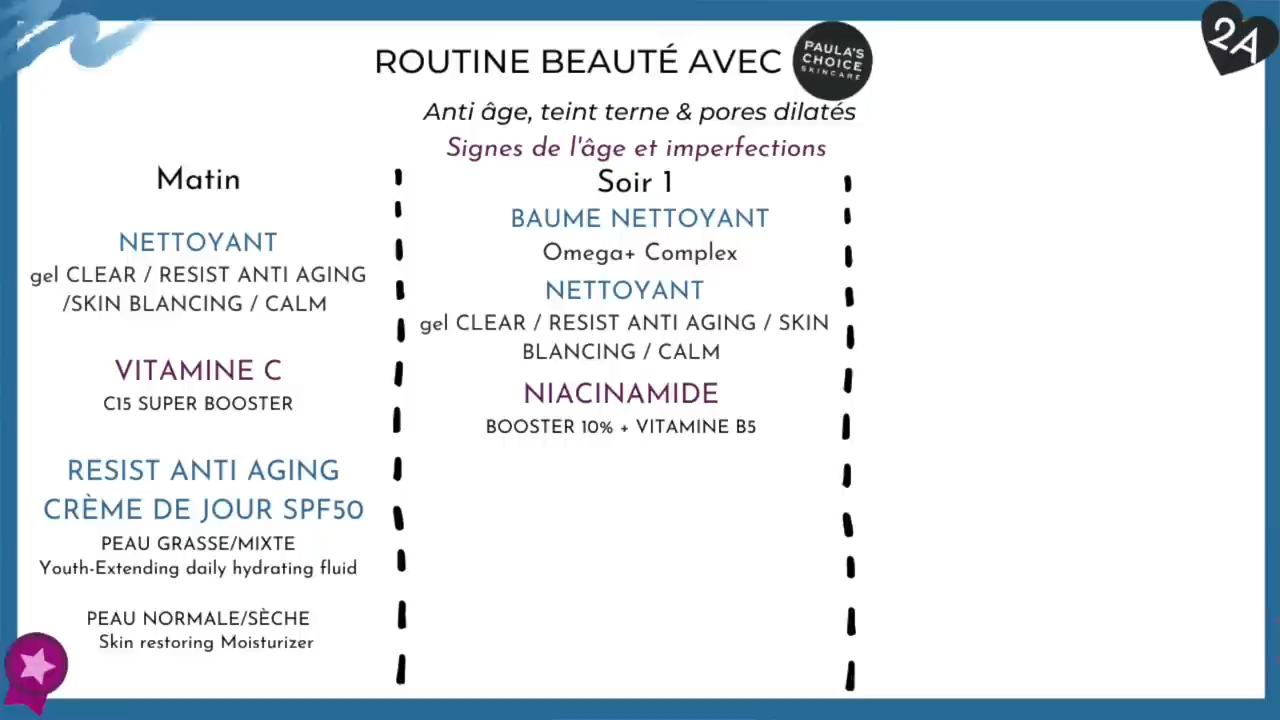 ROUTINE BEAUTÉ AVEC
PAULA'S
CHOICE
SKINCARE
2A
Anti âge, teint terne & pores dilatés
Signes de l'âge et imperfections
Matin
NETTOYANT
gel CLEAR / RESIST ANTI AGING
/SKIN BLANCING / CALM
VITAMINE C
C15 SUPER BOOSTER
RESIST ANTI AGING
CRÈME DE JOUR SPF50
PEAU GRASSE/MIXTE
Youth-Extending daily hydrating fluid
PEAU NORMALE/SÈCHE
Skin restoring Moisturizer
Soir 1
BAUME NETTOYANT
Omega+ Complex
NETTOYANT
gel CLEAR / RESIST ANTI AGING / SKIN
BLANCING / CALM
NIACINAMIDE
BOOSTER 10% + VITAMINE B5